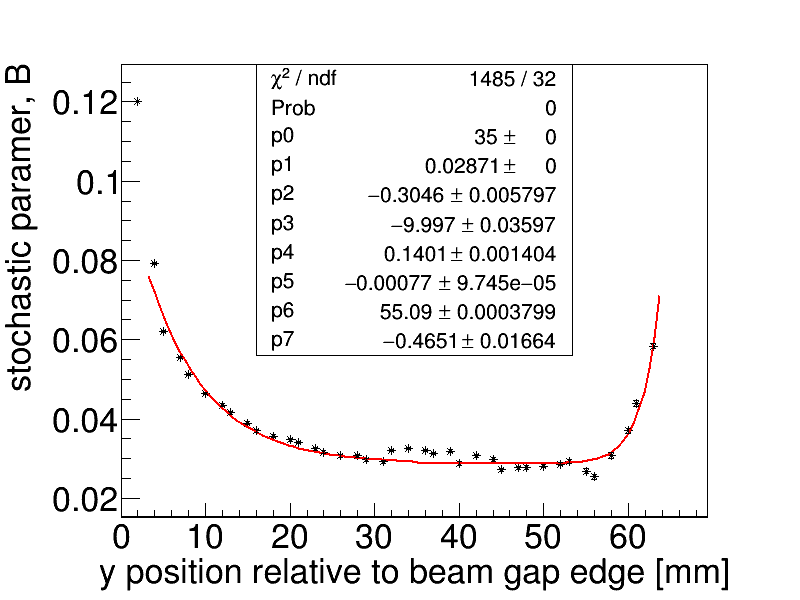 stochastic paramer, B
0.12
0.1
0.08
0.06
0.04
0.02
χ² / ndf 1485 / 32
Prob 0
p0 35 ± 0
p1 0.02871 ± 0
p2 −0.3046 ± 0.005797
p3 −9.997 ± 0.03597
p4 0.1401 ± 0.001404
p5 −0.00077 ± 9.745e−05
p6 55.09 ± 0.0003799
p7 −0.4651 ± 0.01664
0 10 20 30 40 50 60
y position relative to beam gap edge [mm]